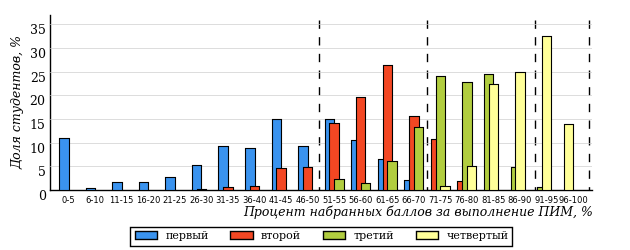 Доля студентов, %
35
30
25
20
15
10
5
0
0-5 6-10 11-15 16-20 21-25 26-30 31-35 36-40 41-45 46-50 51-55 56-60 61-65 66-70 71-75 76-80 81-85 86-90 91-95 96-100
Процент набранных баллов за выполнение ПИМ, %
первый второй третий четвертый